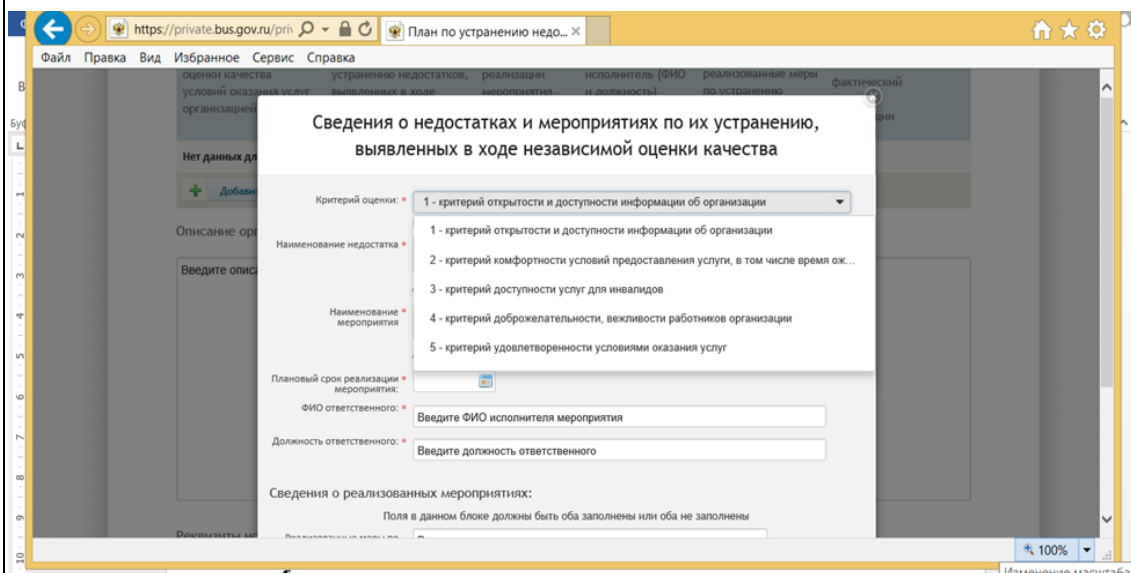 https://private.bus.gov.ru/priv
План по устранению недо...
Файл Правка Вид Избранное Сервис Справка
оценки качества устранению недостатков, реализации исполнитель (ФИО реализованные меры фактический
условий оказания услуг выявленных в ходе мероприятия и должность) по устранению
организацией
Сведения о недостатках и мероприятиях по их устранению,
выявленных в ходе независимой оценки качества
Нет данных дл
Критерий оценки: * 1 - критерий открытости и доступности информации об организации
1 - критерий открытости и доступности информации об организации
Описание орг
Наименование недостатка *
2 - критерий комфортности условий предоставления услуги, в том числе время ож...
Введите описа
3 - критерий доступности услуг для инвалидов
Наименование *
мероприятия
4 - критерий доброжелательности, вежливости работников организации
5 - критерий удовлетворенности условиями оказания услуг
Плановый срок реализации *
мероприятия:
ФИО ответственного: * Введите ФИО исполнителя мероприятия
Должность ответственного: * Введите должность ответственного
Сведения о реализованных мероприятиях:
Поля в данном блоке должны быть оба заполнены или оба не заполнены
100%
Изменение масштаба